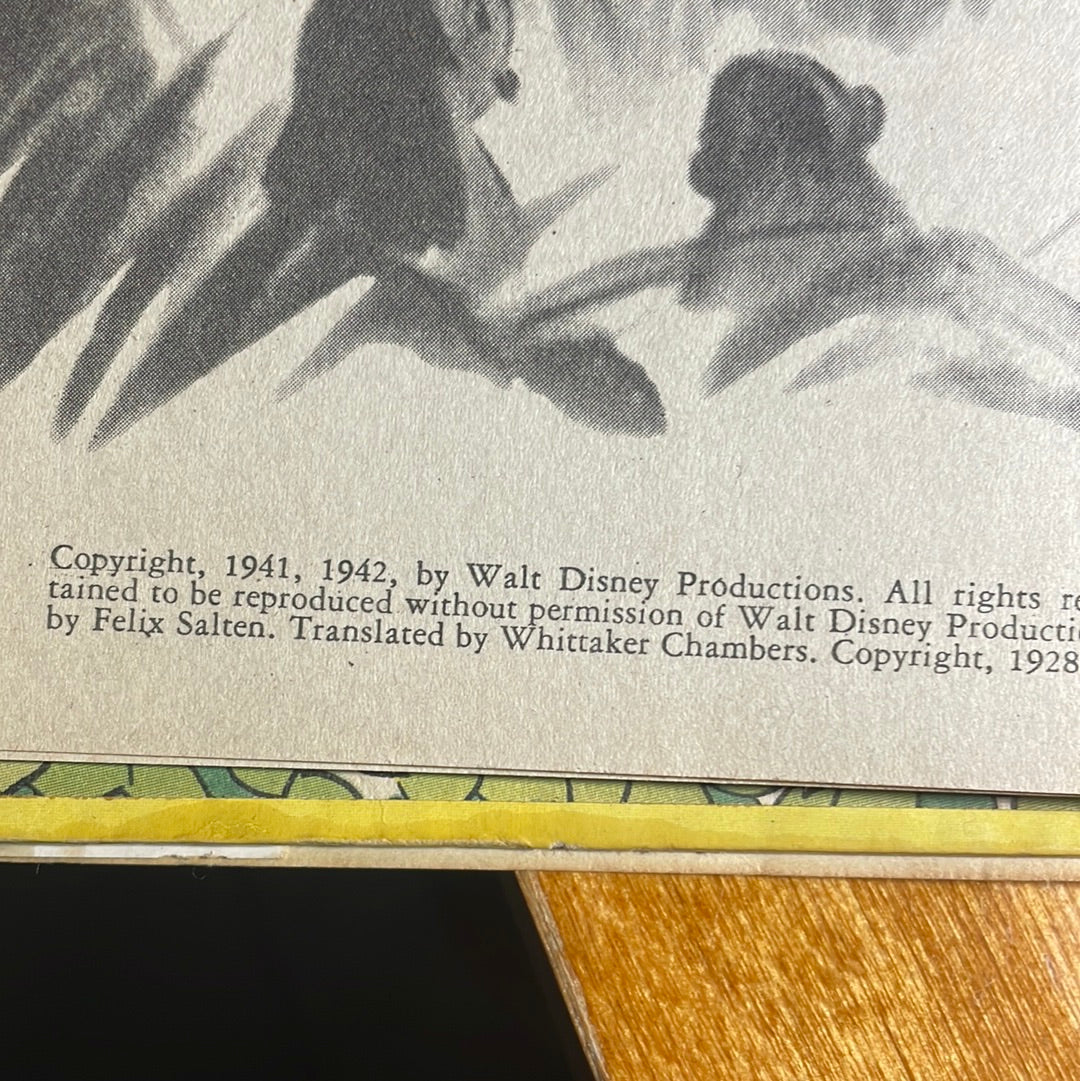 Copyright, 1941, 1942, by Walt Disney Productions. All rights
tained to be reproduced without permission of Walt Disney
by Felix Salten. Translated by Whittaker Chambers. Copyright, 1928